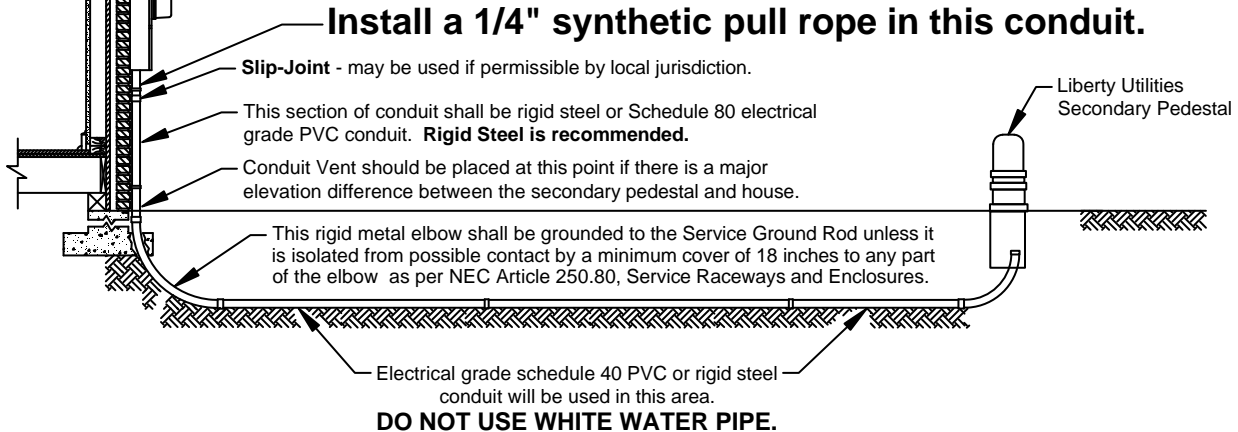 Install a 1/4" synthetic pull rope in this conduit.
Slip-Joint - may be used if permissible by local jurisdiction.
Liberty Utilities
Secondary Pedestal
This section of conduit shall be rigid steel or Schedule 80 electrical
grade PVC conduit. Rigid Steel is recommended.
Conduit Vent should be placed at this point if there is a major
elevation difference between the secondary pedestal and house.
This rigid metal elbow shall be grounded to the Service Ground Rod unless it
is isolated from possible contact by a minimum cover of 18 inches to any part
of the elbow as per NEC Article 250.80, Service Raceways and Enclosures.
Electrical grade schedule 40 PVC or rigid steel
conduit will be used in this area.
DO NOT USE WHITE WATER PIPE.